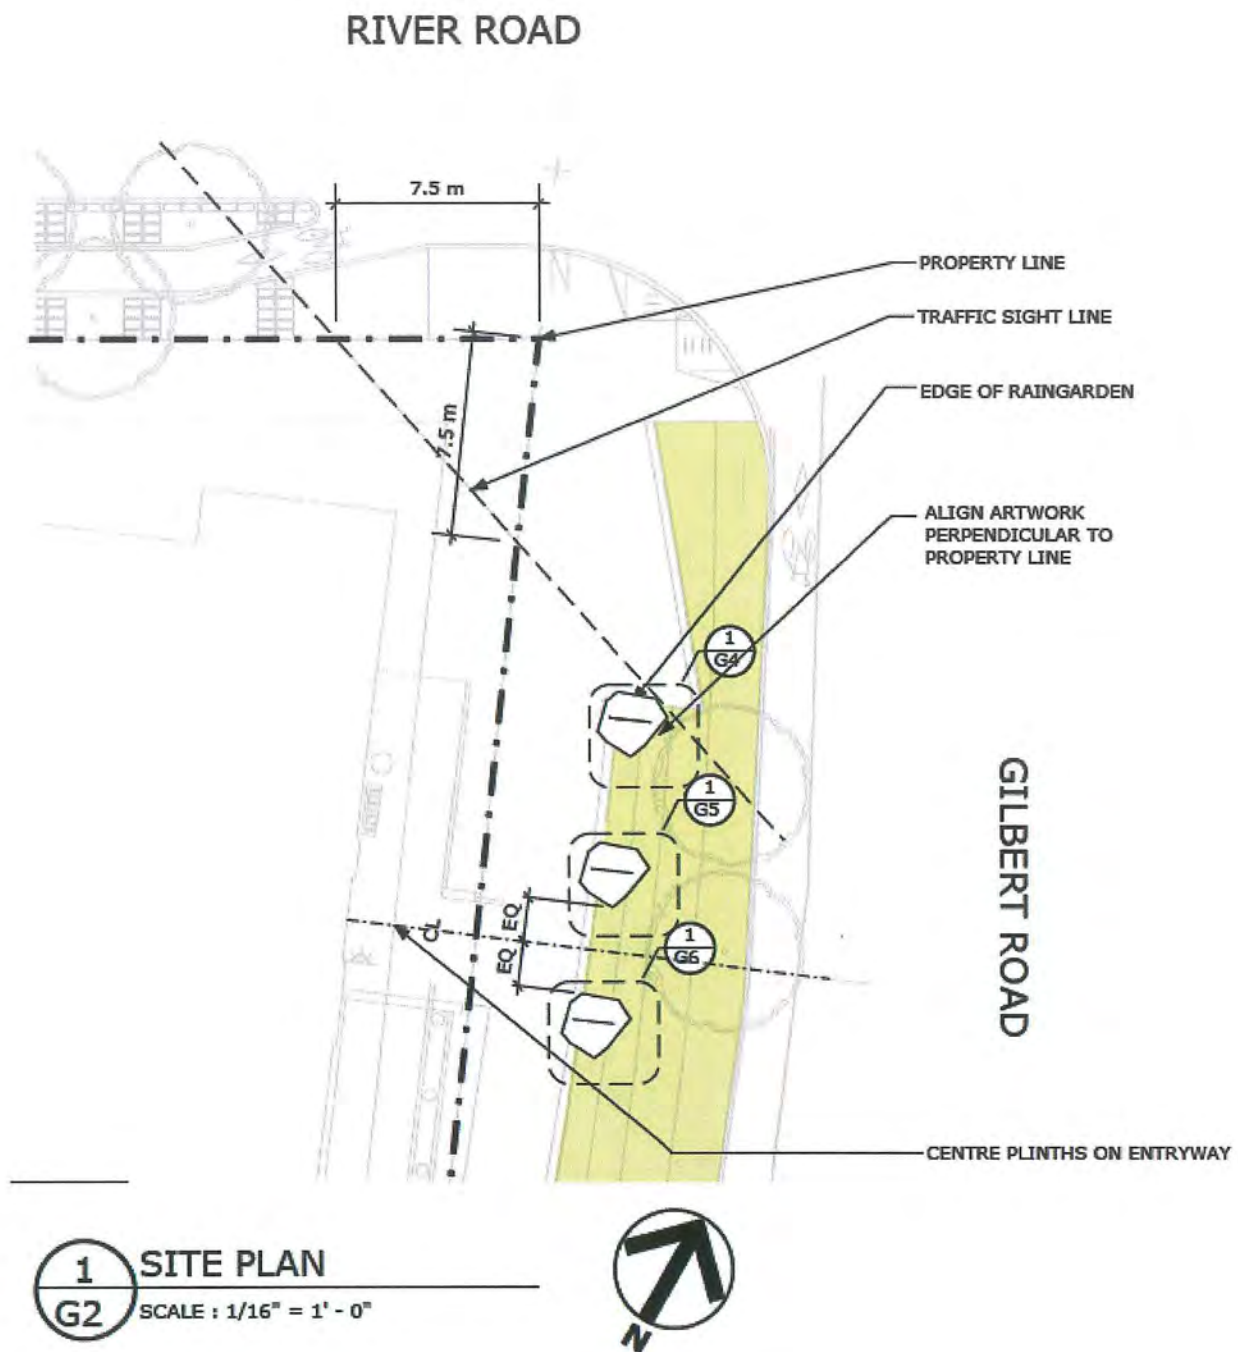 RIVER ROAD
7.5 m
PROPERTY LINE
TRAFFIC SIGHT LINE
EDGE OF RAINGARDEN
7.5 m
ALIGN ARTWORK
PERPENDICULAR TO
PROPERTY LINE
1
G4
1
G5
GILBERT ROAD
CL
EQ
EQ
1
G6
CENTRE PLINTHS ON ENTRYWAY
1
G2
SITE PLAN
SCALE : 1/16" = 1' - 0"
N